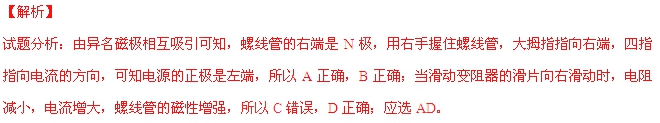 【解析】
试题分析：由异名磁极相互吸引可知，螺线管的右端是 N 极，用右手握住螺线管，大拇指指向右端，四指
指向电流的方向，可知电源的正极是左端，所以 A 正确，B 正确；当滑动变阻器的滑片向右滑动时，电阻
减小，电流增大，螺线管的磁性增强，所以 C 错误，D 正确；应选 AD。